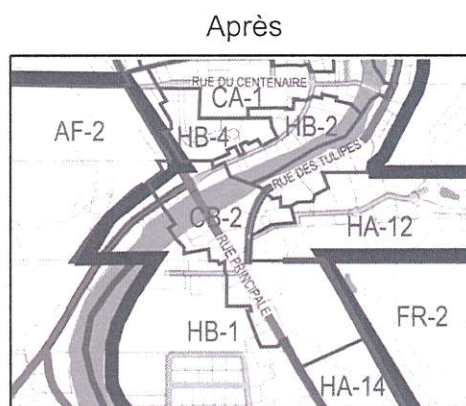 Après
RUE DU CENTENAIRE
CA-1
AF-2
HB-4
HB-2
RUE DES TULIPES
CB-2
HA-12
RUE PRINCIPALE
HB-1
FR-2
HA-14